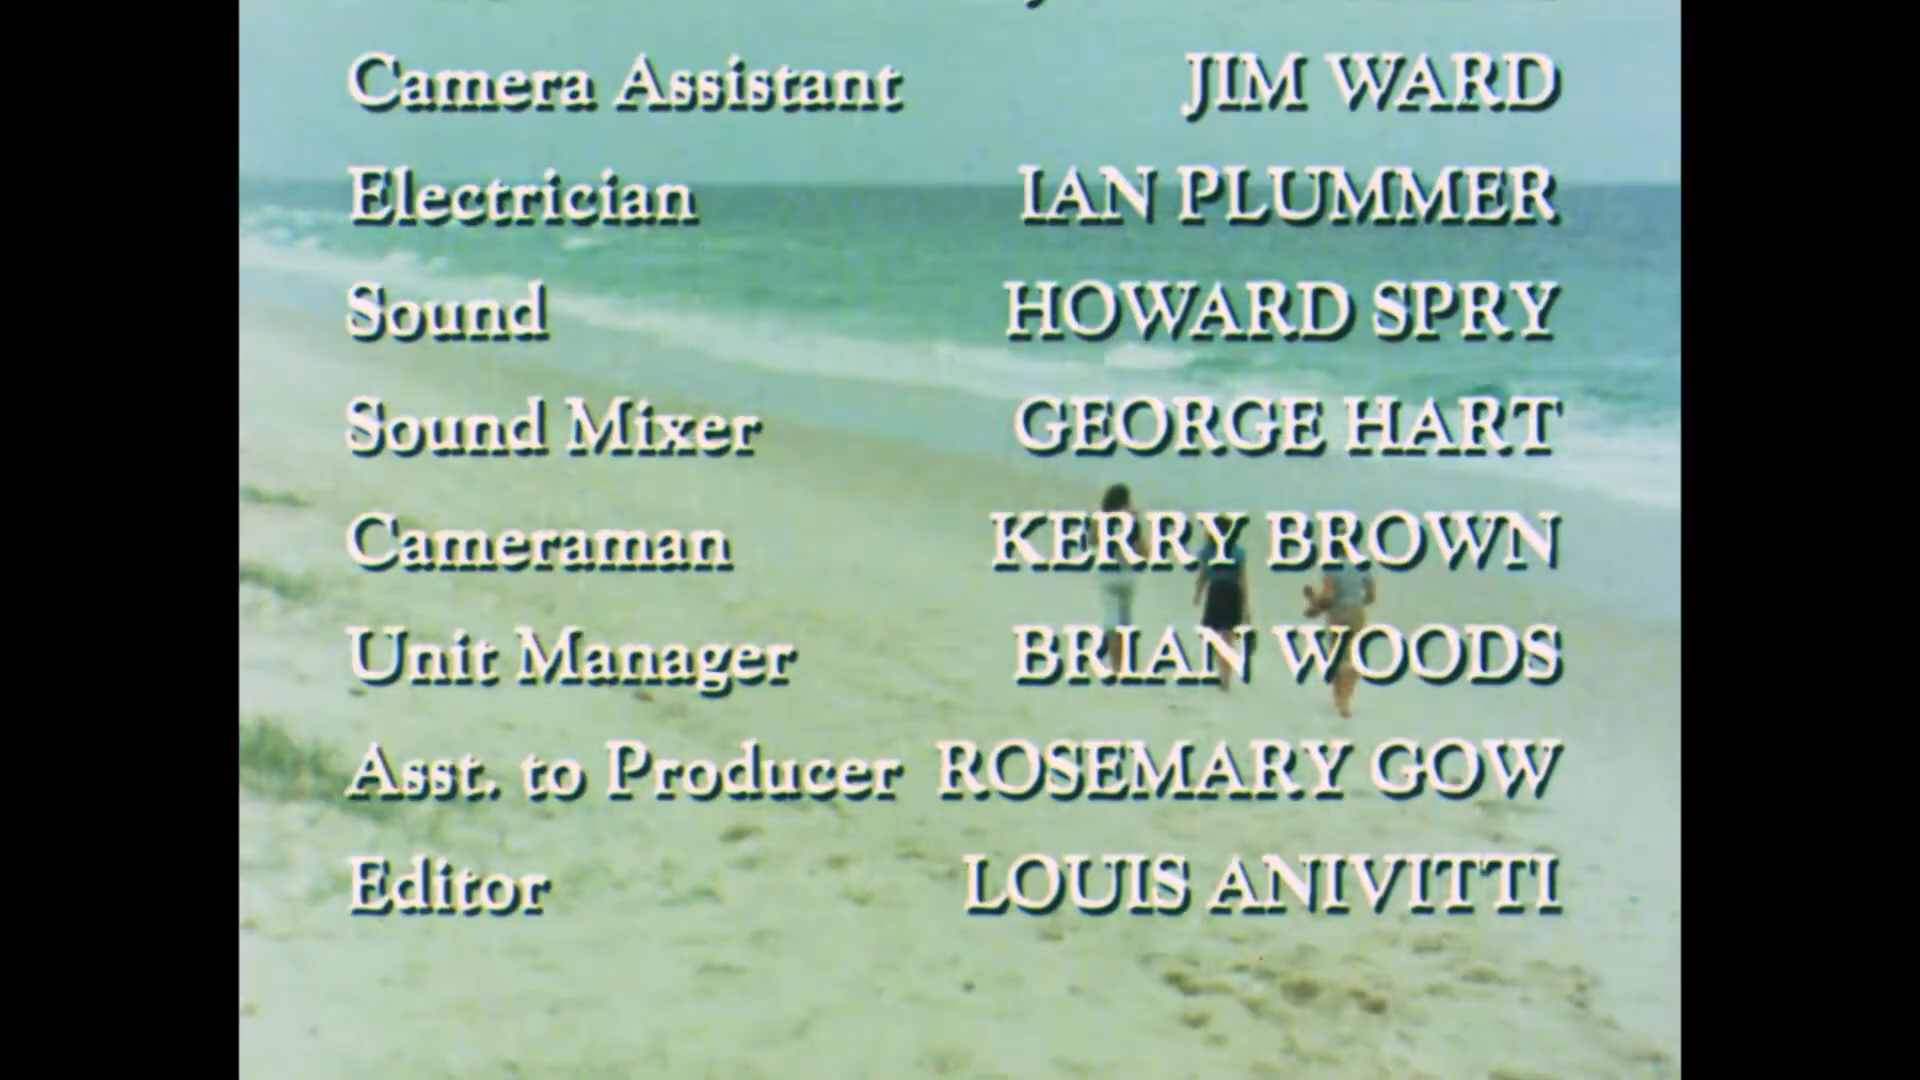 Camera Assistant JIM WARD
Electrician IAN PLUMMER
Sound HOWARD SPRY
Sound Mixer GEORGE HART
Cameraman KERRY BROWN
Unit Manager BRIAN WOODS
Asst. to Producer ROSEMARY GOW
Editor LOUIS ANIVITTI